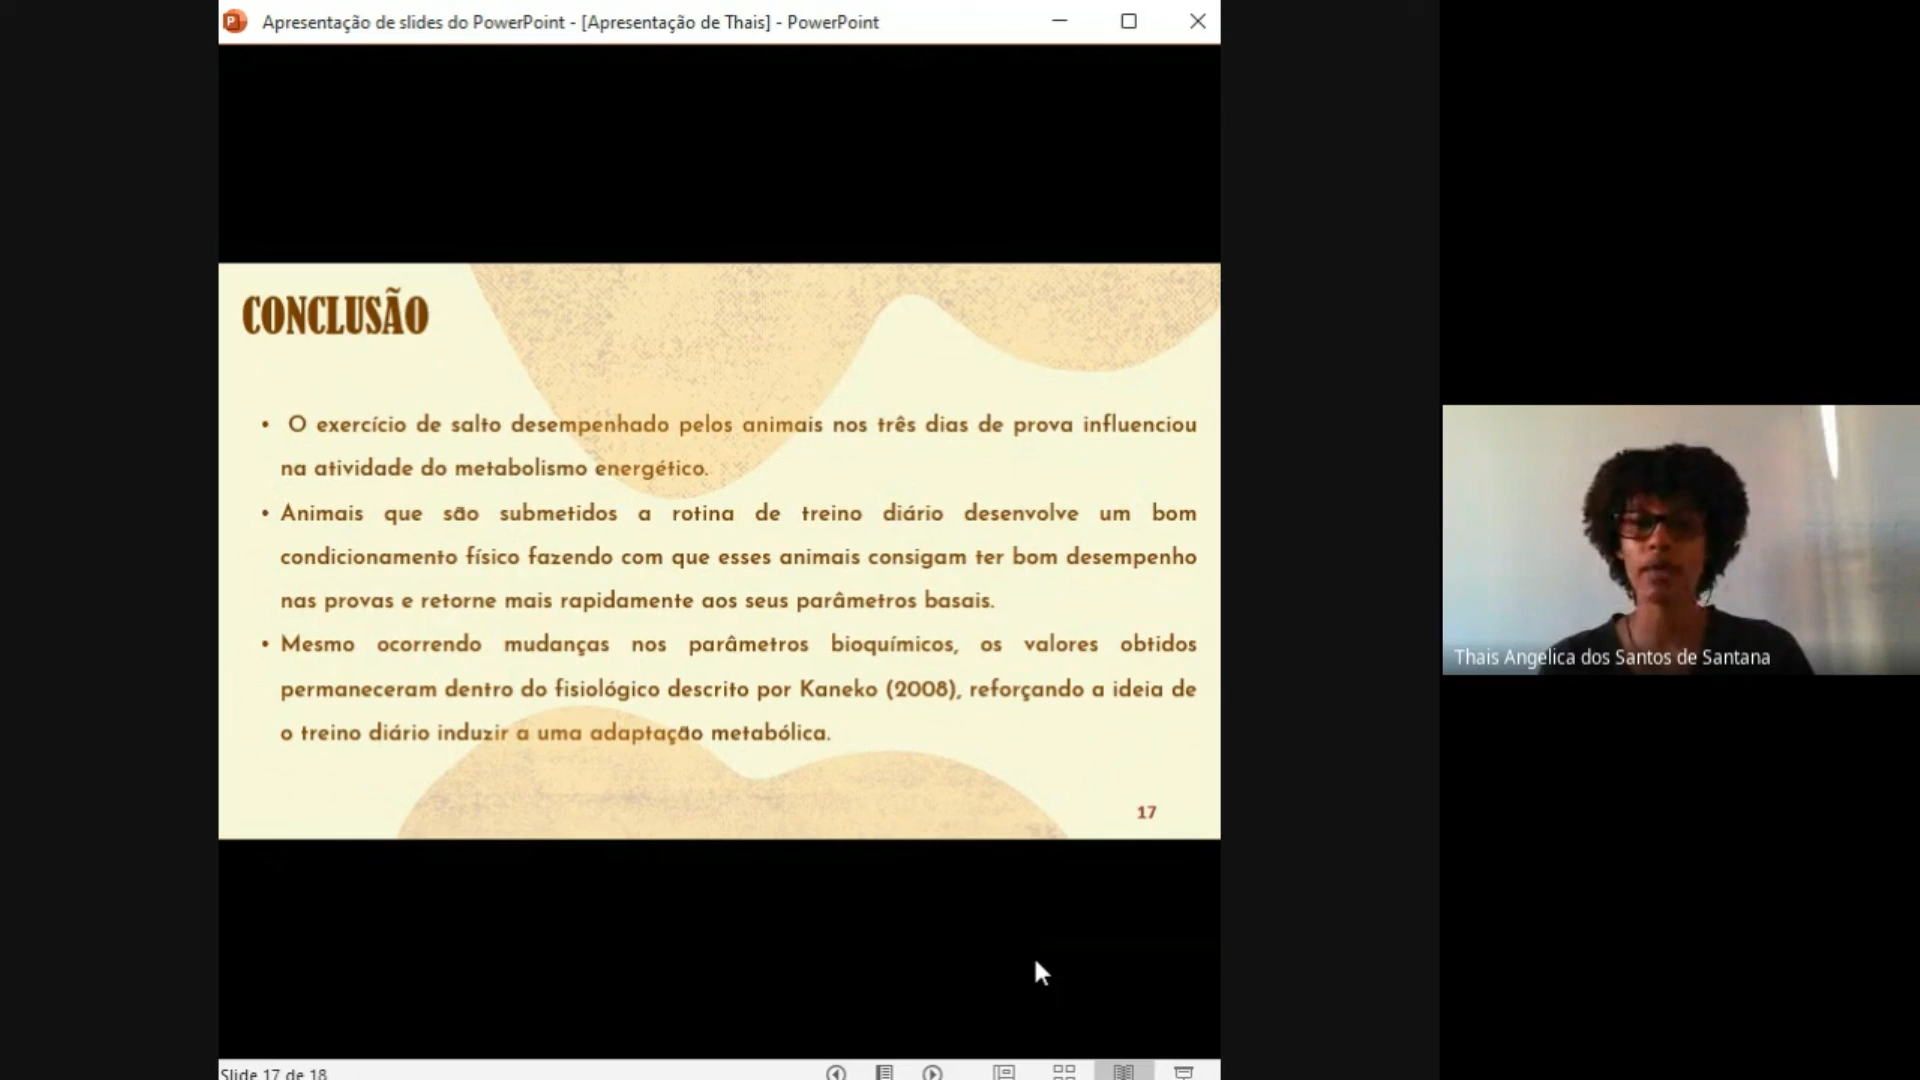 Apresentação de slides do PowerPoint - [Apresentação de Thais] - PowerPoint
CONCLUSÃO
• O exercício de salto desempenhado pelos animais nos três dias de prova influenciou
na atividade do metabolismo energético.
• Animais que são submetidos a rotina de treino diário desenvolve um bom
condicionamento físico fazendo com que esses animais consigam ter bom desempenho
nas provas e retorne mais rapidamente aos seus parâmetros basais.
• Mesmo ocorrendo mudanças nos parâmetros bioquímicos, os valores obtidos
permaneceram dentro do fisiológico descrito por Kaneko (2008), reforçando a ideia de
o treino diário induzir a uma adaptação metabólica.
17
Thais Angélica dos Santos de Santana
Slide 17 de 18